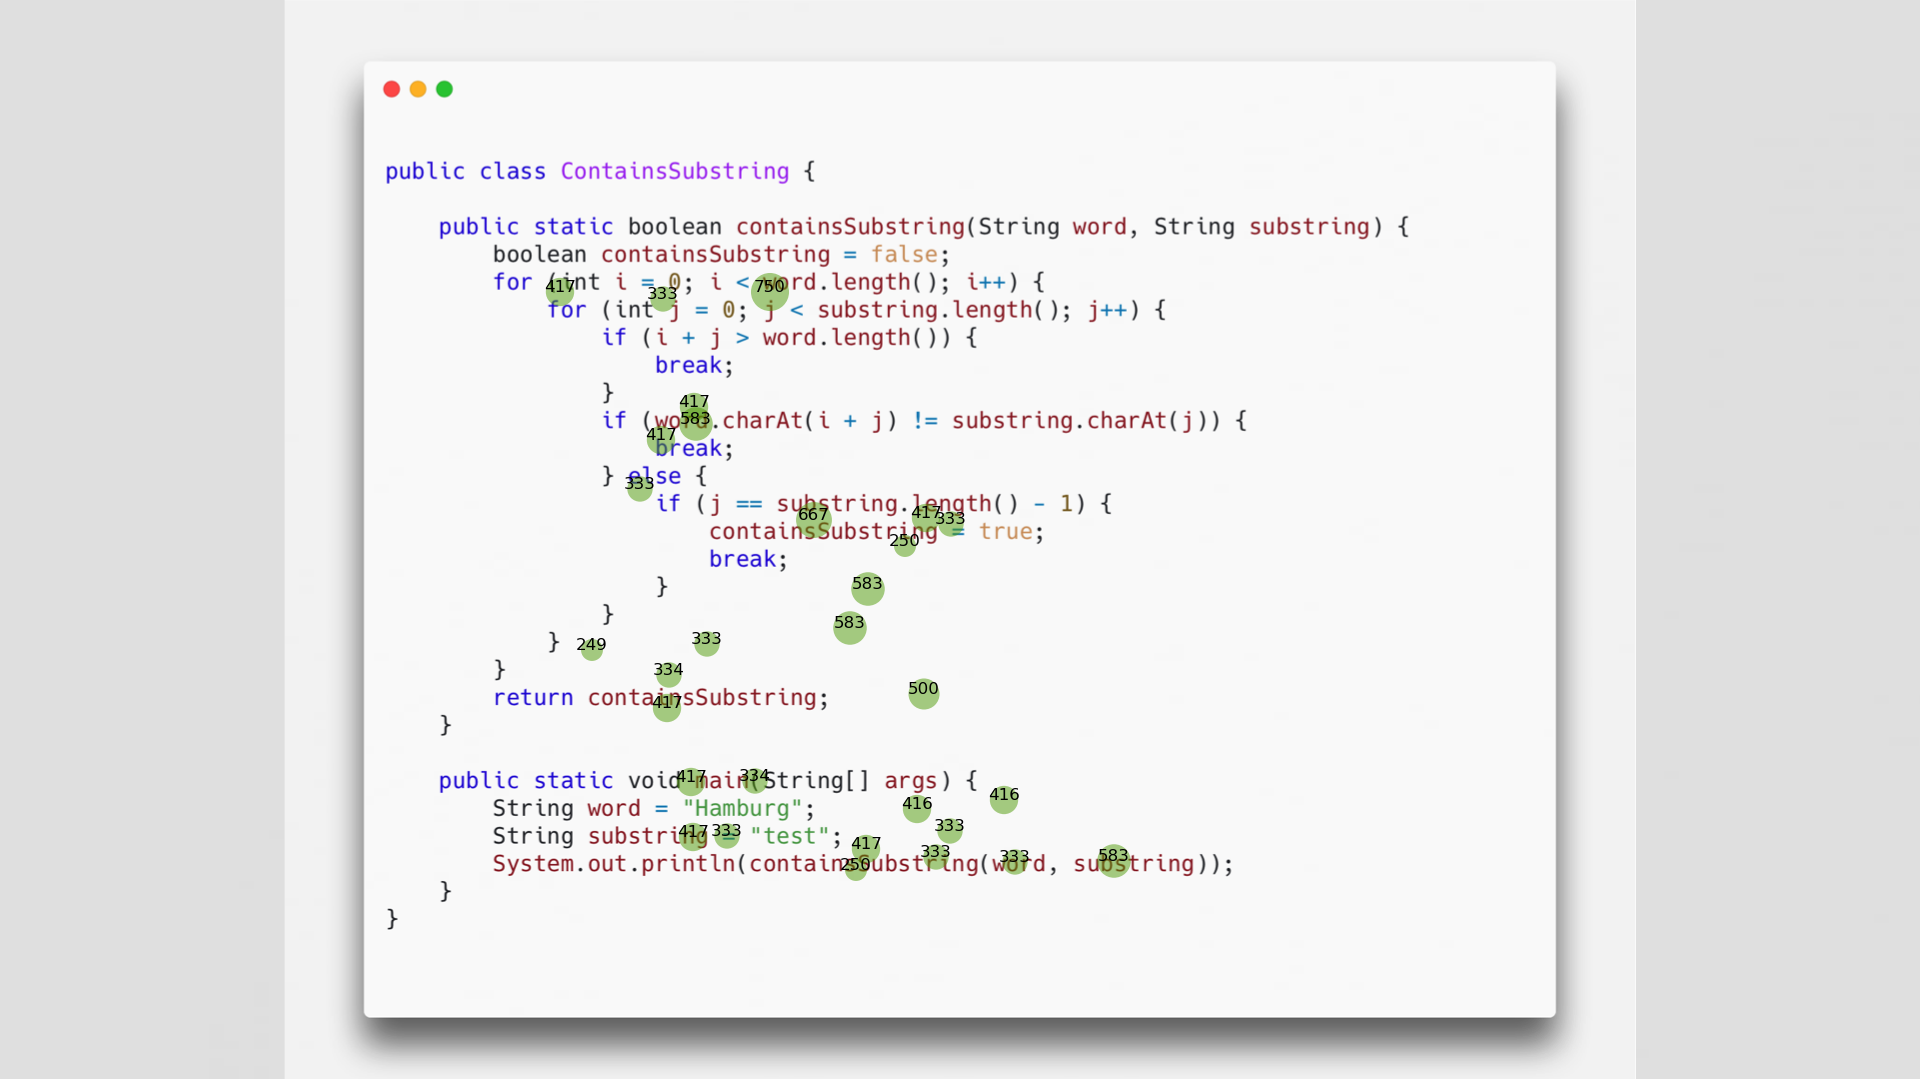 public class ContainsSubstring {
public static boolean containsSubstring(String word, String substring) {
boolean containsSubstring = false;
for (int i = 0; i < word.length(); i++) {
417 333 750
for (int j = 0; j < substring.length(); j++) {
if (i + j > word.length()) {
break;
}
417
if (word.charAt(i + j) != substring.charAt(j)) {
583
417
break;
} else {
333
if (j == substring.length() - 1) {
667 417 333
containsSubstring = true;
250
break;
}
583
}
583
}
249 333
}
334
return containsSubstring;
417 500
}
public static void main(String[] args) {
417 334
String word = "Hamburg";
416 416
String substring = "test";
417 333 333
System.out.println(containsSubstring(word, substring));
417 250 333 333 583
}
}